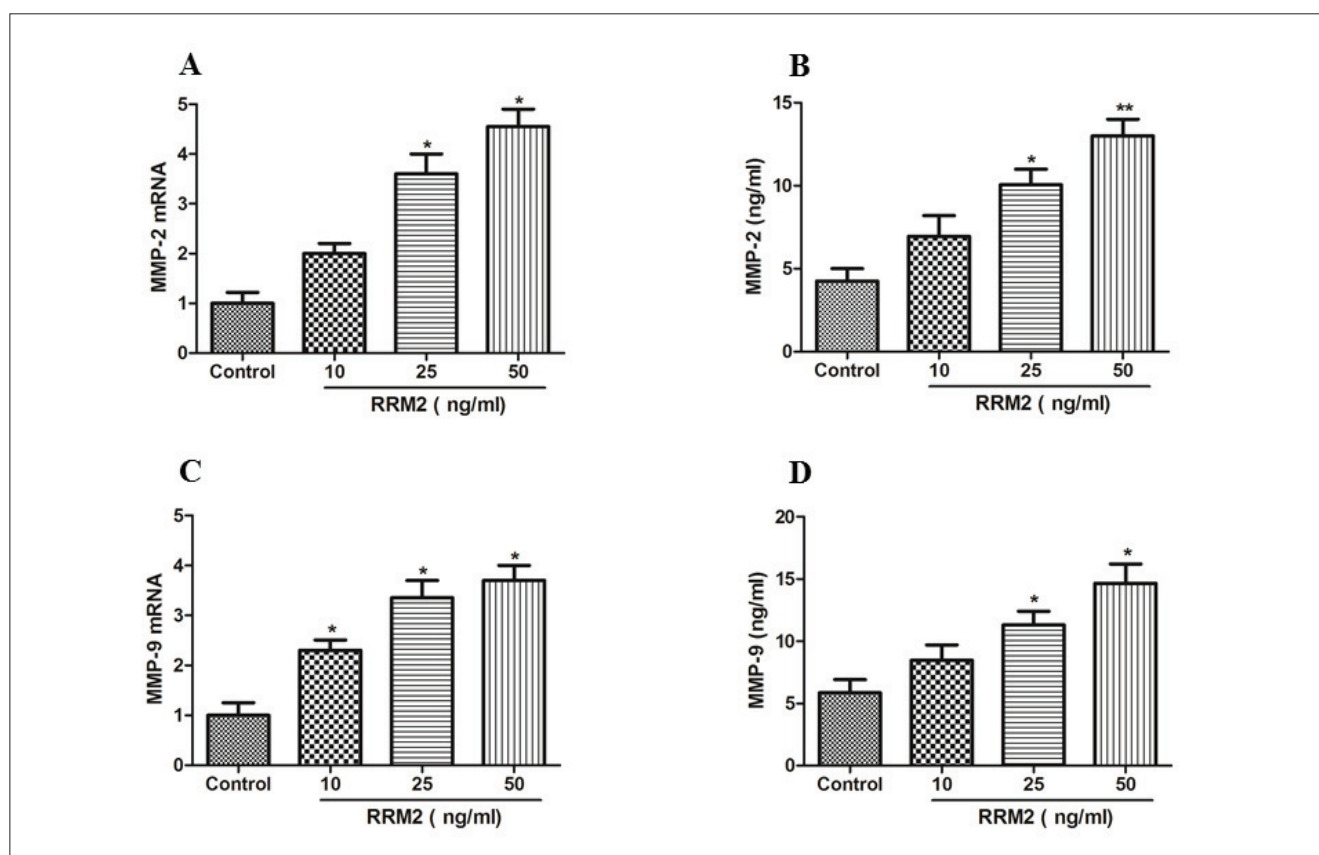 A
MMP-2 mRNA
5
4
3
2
1
0
*
*
Control 10 25 50
RRM2 ( ng/ml)
B
MMP-2 (ng/ml)
15
10
5
0
*
**
Control 10 25 50
RRM2 ( ng/ml)
C
MMP-9 mRNA
5
4
3
2
1
0
*
*
*
Control 10 25 50
RRM2 ( ng/ml)
D
MMP-9 (ng/ml)
20
15
10
5
0
*
*
Control 10 25 50
RRM2 ( ng/ml)